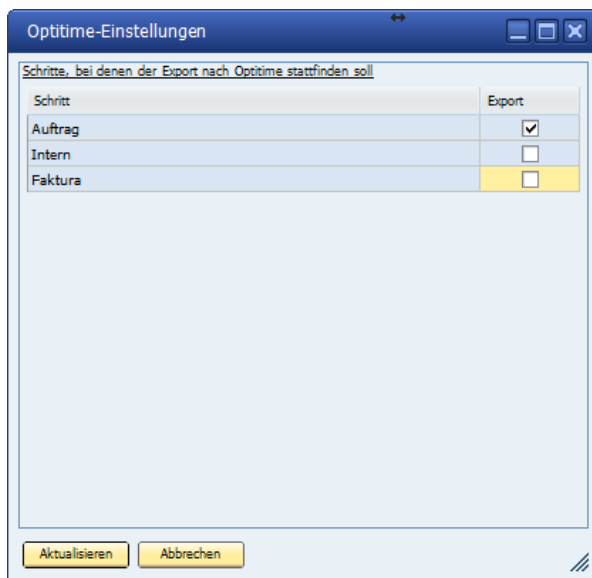 Optitime-Einstellungen
Schritte, bei denen der Export nach Optitime stattfinden soll
Schritt Export
Auftrag
Intern
Faktura
Aktualisieren Abbrechen